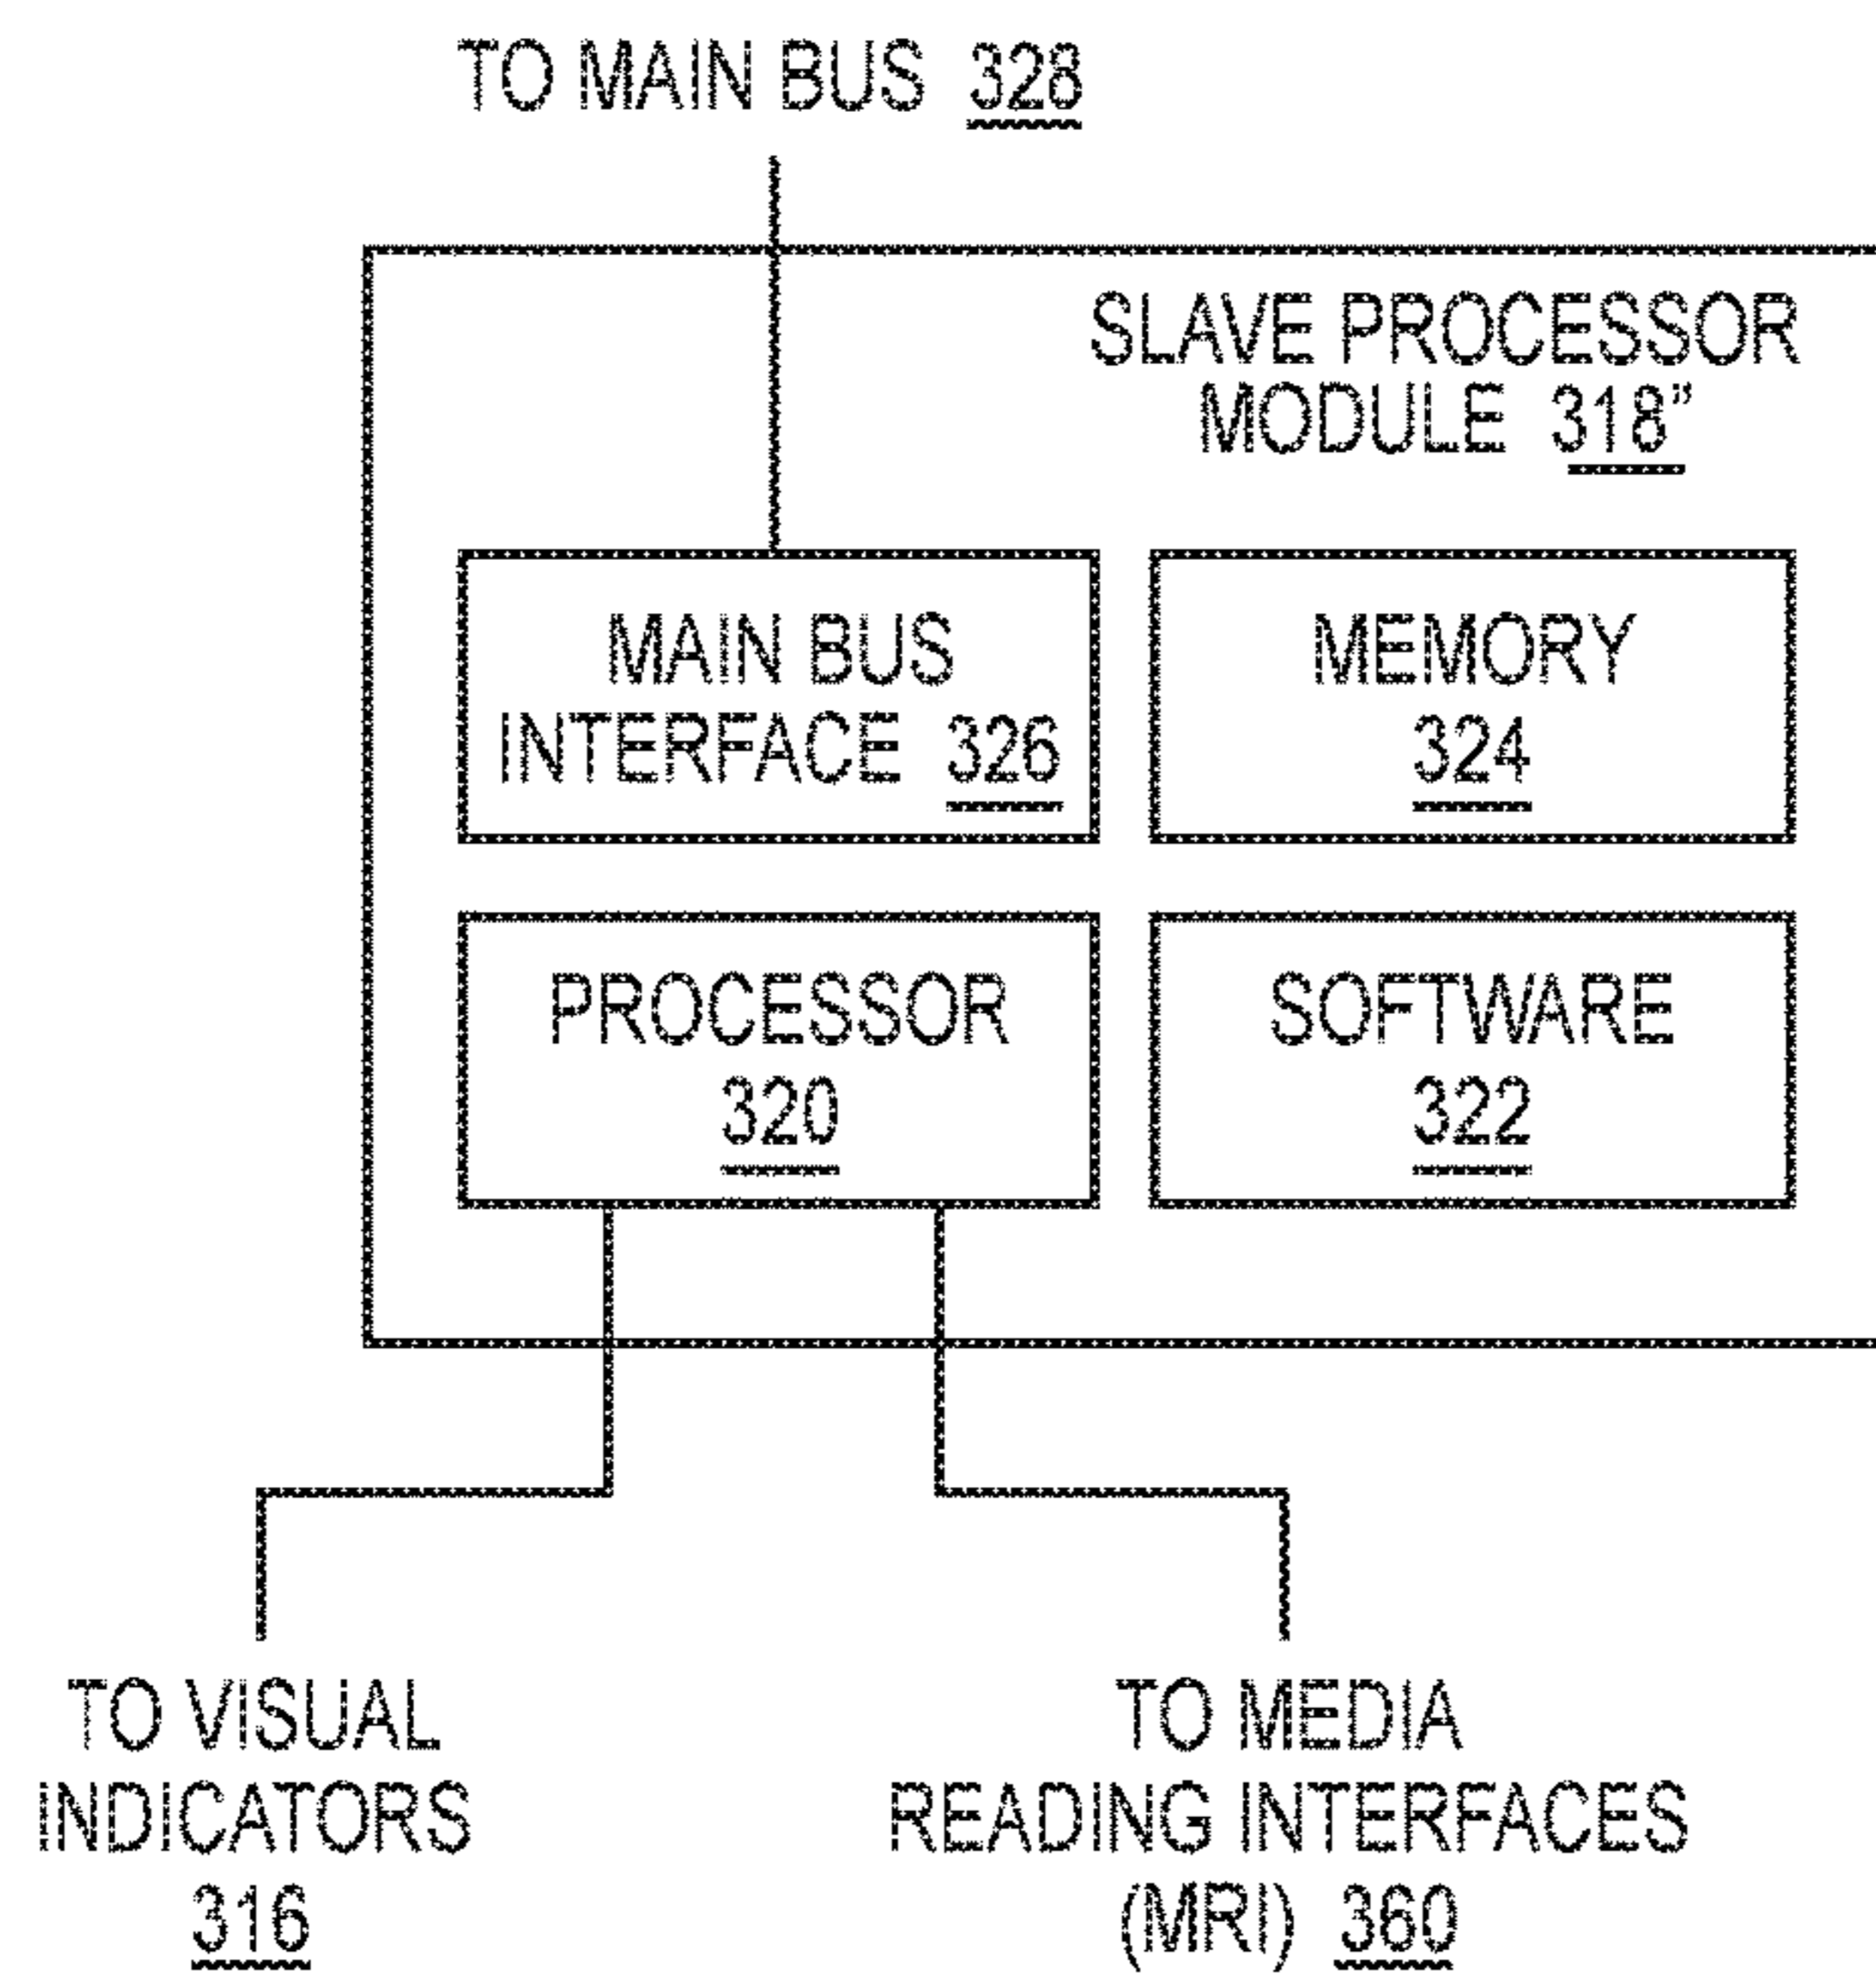 TO MAIN BUS 328
SLAVE PROCESSOR
MODULE 318”
MAIN BUS
INTERFACE 326
MEMORY
324
PROCESSOR
320
SOFTWARE
322
TO VISUAL
INDICATORS
316
TO MEDIA
READING INTERFACES
(MRI) 360